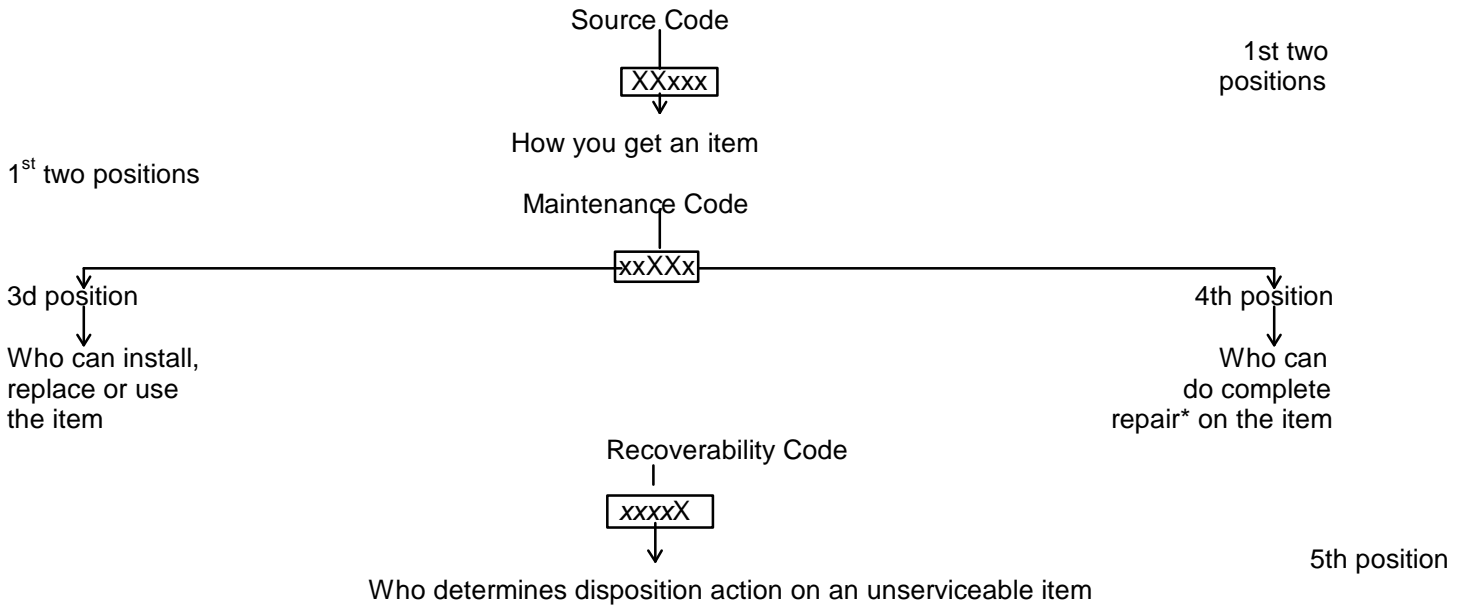 Source Code
1st two
positions
XXxxx
How you get an item
1st two positions
Maintenance Code
xxXXx
3d position
4th position
Who can install,
replace or use
the item
Who can
do complete
repair* on the item
Recoverability Code
xxxxX
5th position
Who determines disposition action on an unserviceable item